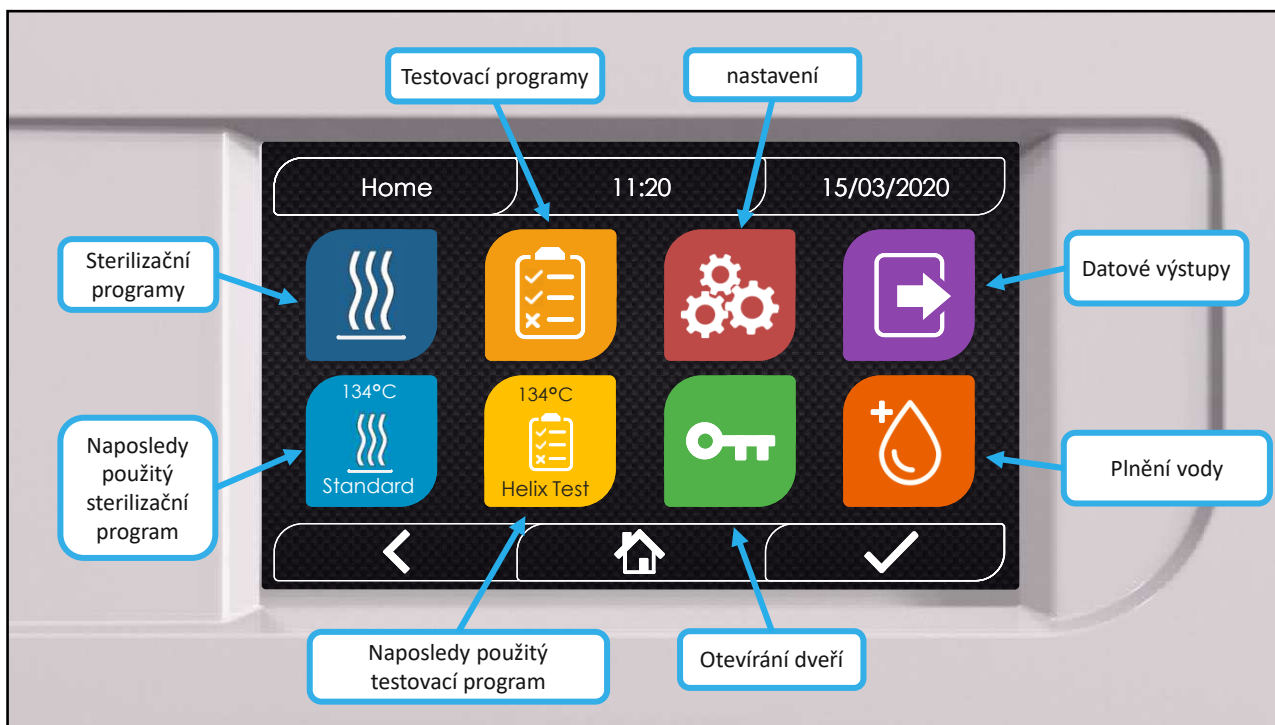 Testovací programy
nastavení
Home
11:20
15/03/2020
Sterilizační
programy
Datové výstupy
134°C
Standard
134°C
Helix Test
Naposledy
použitý
sterilizační
program
Plnění vody
Naposledy použitý
testovací program
Otevírání dveří